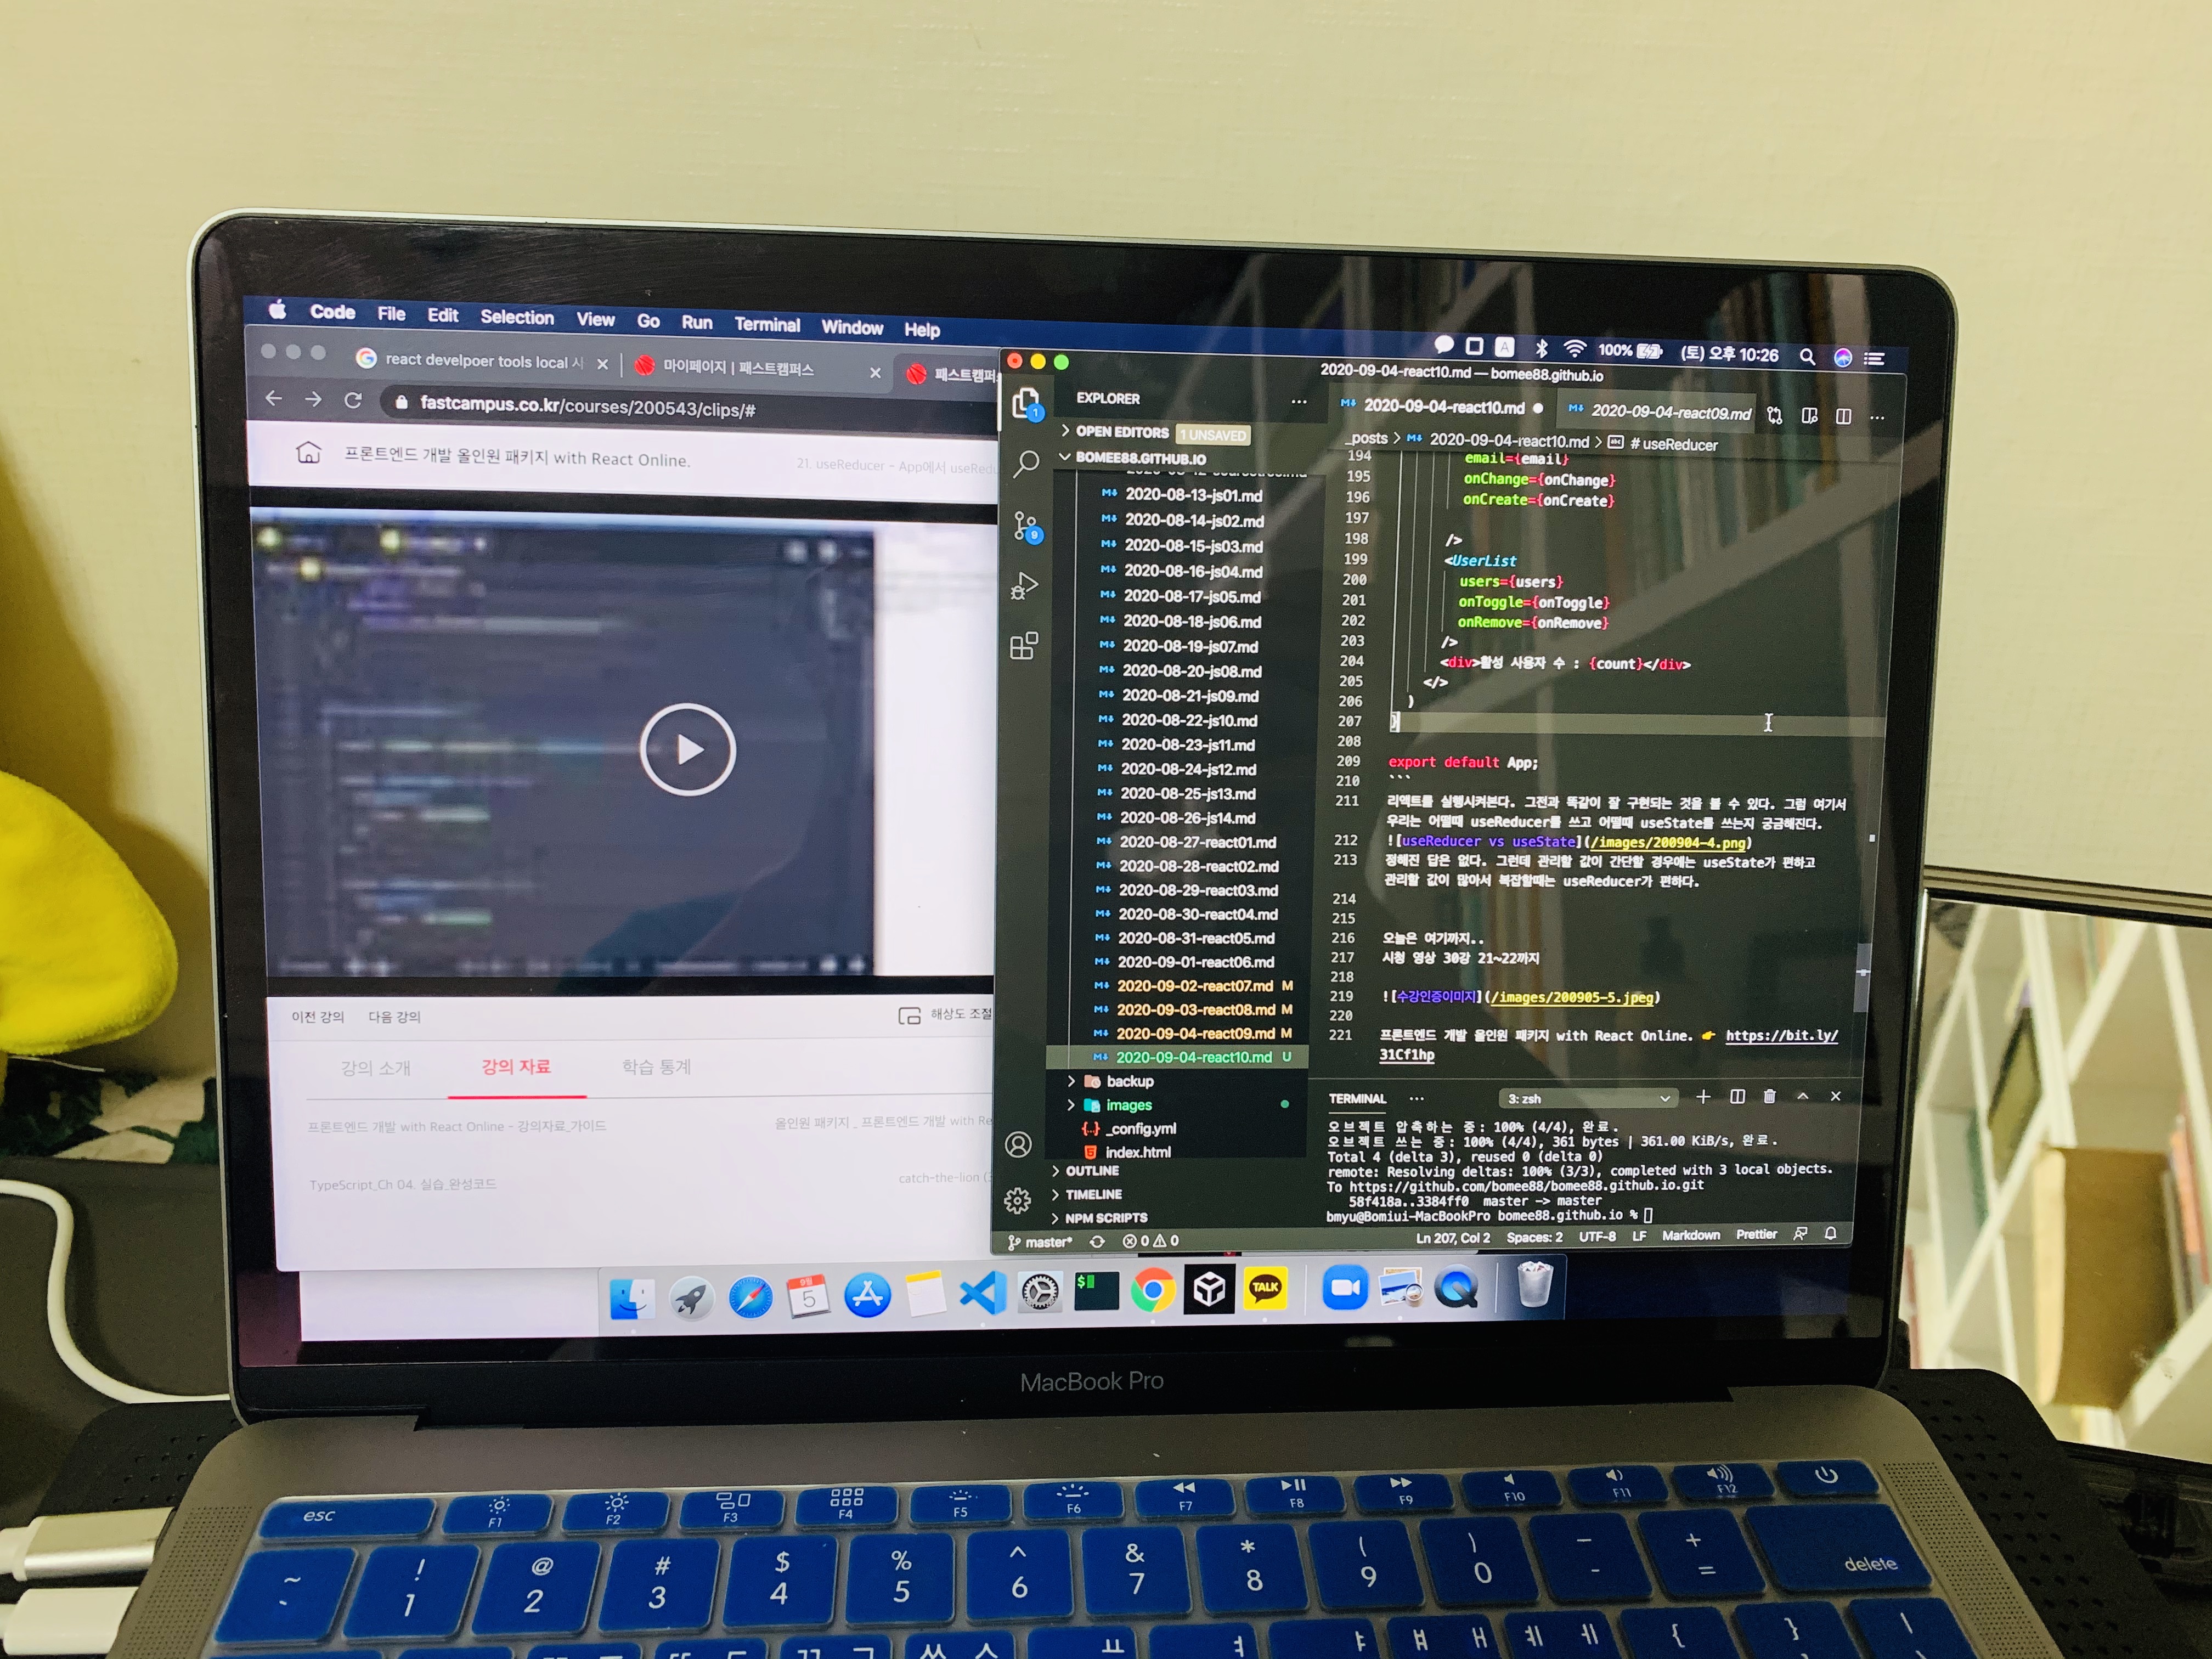 Code File Edit Selection View Go Run Terminal Window Help
100% (토) 오후 10:26
react develpoer tools local 시
마이페이지 | 패스트캠퍼스
패스트캠퍼스
fastcampus.co.kr/courses/200543/clips/#
프론트엔드 개발 올인원 패키지 with React Online.
21. useReducer - App에서 useRedu
이전 강의 다음 강의
해상도 조절
강의 소개 강의 자료 학습 통계
프론트엔드 개발 with React Online - 강의자료_가이드
올인원 패키지 _ 프론트엔드 개발 with Re
TypeScript_Ch 04. 실습_완성코드
catch-the-lion (
2020-09-04-react10.md — bomee88.github.io
EXPLORER
1
9
OPEN EDITORS 1 UNSAVED
BOMEE88.GITHUB.IO
2020-08-13-js01.md
2020-08-14-js02.md
2020-08-15-js03.md
2020-08-16-js04.md
2020-08-17-js05.md
2020-08-18-js06.md
2020-08-19-js07.md
2020-08-20-js08.md
2020-08-21-js09.md
2020-08-22-js10.md
2020-08-23-js11.md
2020-08-24-js12.md
2020-08-25-js13.md
2020-08-26-js14.md
2020-08-27-react01.md
2020-08-28-react02.md
2020-08-29-react03.md
2020-08-30-react04.md
2020-08-31-react05.md
2020-09-01-react06.md
2020-09-02-react07.md M
2020-09-03-react08.md M
2020-09-04-react09.md M
2020-09-04-react10.md U
backup
images
_config.yml
index.html
OUTLINE
TIMELINE
NPM SCRIPTS
2020-09-04-react10.md
2020-09-04-react09.md
_posts > 2020-09-04-react10.md > # useReducer
194 email={email}
195 onChange={onChange}
196 onCreate={onCreate}
197
198 />
199 <UserList
200 users={users}
201 onToggle={onToggle}
202 onRemove={onRemove}
203 />
204 <div>활성 사용자 수 : {count}</div>
205 </>
206 )
207 }
208
209 export default App;
210 ```
211 리액트를 실행시켜본다. 그전과 똑같이 잘 구현되는 것을 볼 수 있다. 그럼 여기서
우리는 어떨때 useReducer를 쓰고 어떨때 useState를 쓰는지 궁금해진다.
212 ![useReducer vs useState](/images/200904-4.png)
213 정해진 답은 없다. 그런데 관리할 값이 간단할 경우에는 useState가 편하고
관리할 값이 많아서 복잡할때는 useReducer가 편하다.
214
215
216 오늘은 여기까지..
217 시청 영상 30강 21~22까지
218
219 ![수강인증이미지](/images/200905-5.jpeg)
220
221 프론트엔드 개발 올인원 패키지 with React Online. 👉 https://bit.ly/
31Cf1hp
TERMINAL 3: zsh
오브젝트 압축하는 중: 100% (4/4), 완료.
오브젝트 쓰는 중: 100% (4/4), 361 bytes | 361.00 KiB/s, 완료.
Total 4 (delta 3), reused 0 (delta 0)
remote: Resolving deltas: 100% (3/3), completed with 3 local objects.
To https://github.com/bomee88/bomee88.github.io.git
58f418a..3384ff0 master -> master
bmyu@Bomiui-MacBookPro bomee88.github.io %
master* 0 0 Ln 207, Col 2 Spaces: 2 UTF-8 LF Markdown Prettier
5
TALK
MacBook Pro
esc F1 F2 F3 F4 F5 F6 F7 F8 F9 F10 F11 F12
~ ! @ # $ % ^ & * ( ) — +
1 2 3 4 5 6 7 8 9 0 - = delete
ㅛ ㅕ ㅑ ㅒ ㅐ ㅖ ㅔ { } |